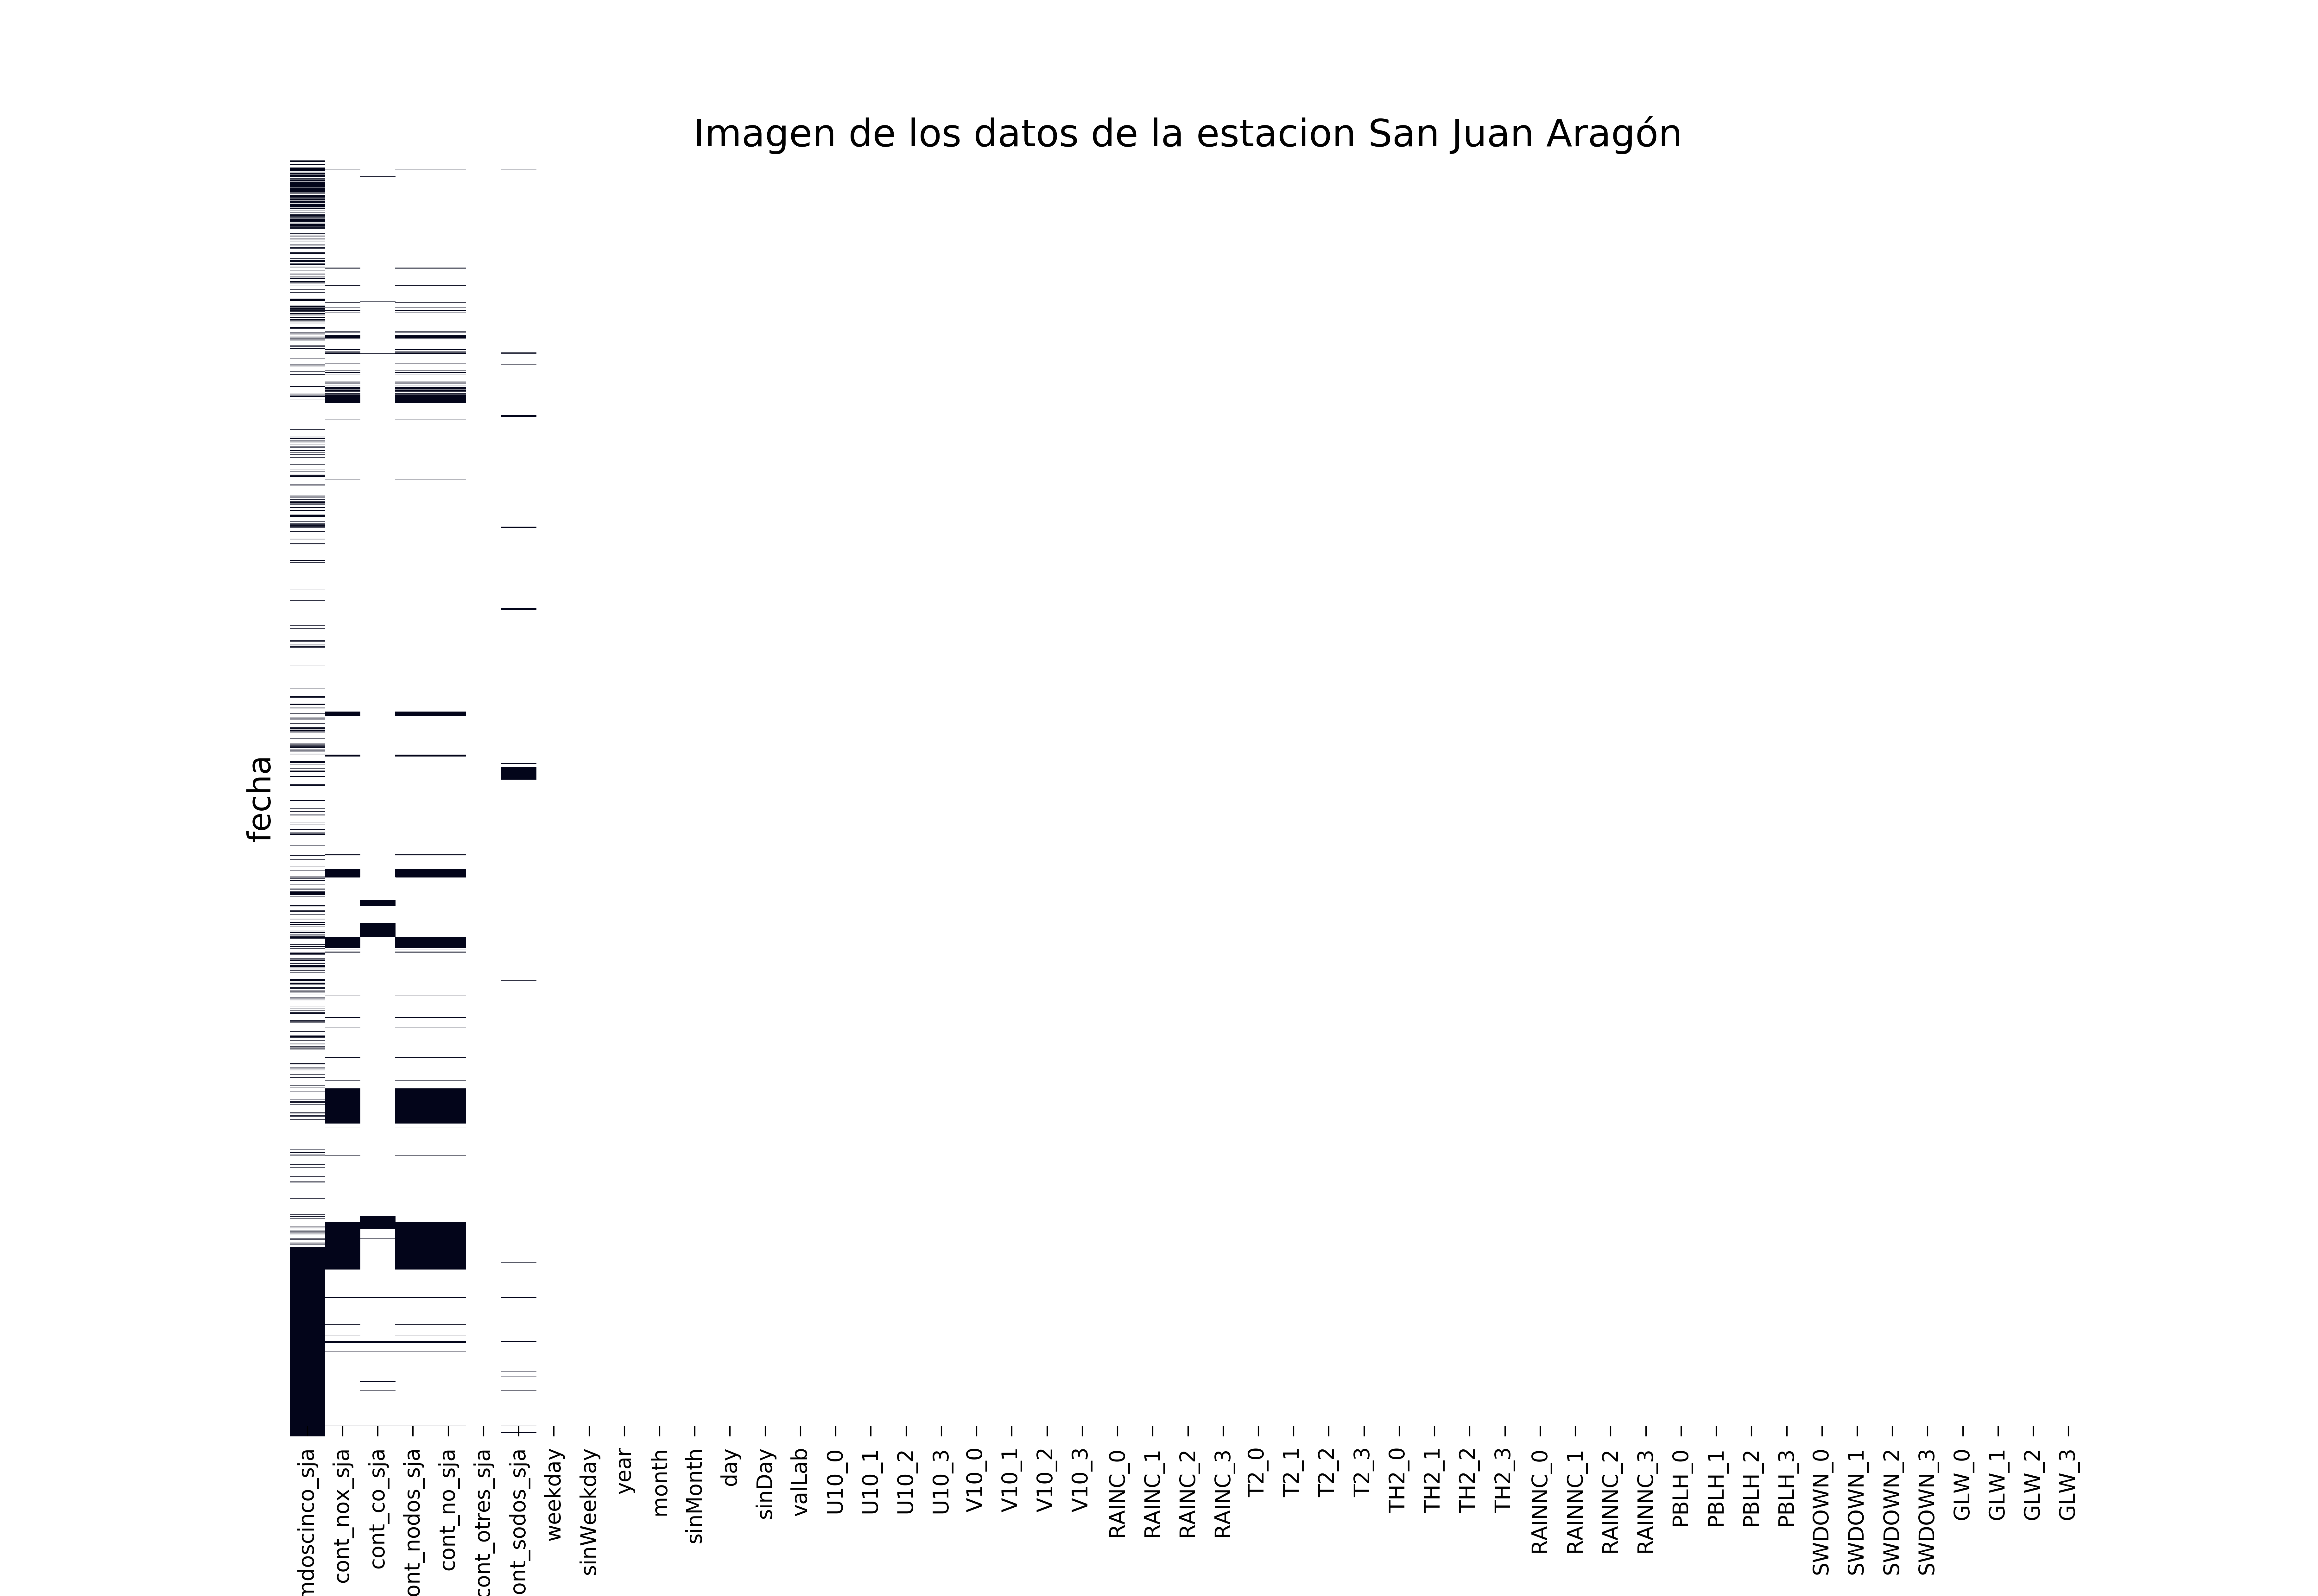 Imagen de los datos de la estacion San Juan Aragón
fecha
mdoscinco_sja
cont_nox_sja
cont_co_sja
ont_nodos_sja
cont_no_sja
cont_otres_sja
ont_sodos_sja
weekday
sinWeekday
year
month
sinMonth
day
sinDay
valLab
U10_0
U10_1
U10_2
U10_3
V10_0
V10_1
V10_2
V10_3
RAINC_0
RAINC_1
RAINC_2
RAINC_3
T2_0
T2_1
T2_2
T2_3
TH2_0
TH2_1
TH2_2
TH2_3
RAINNC_0
RAINNC_1
RAINNC_2
RAINNC_3
PBLH_0
PBLH_1
PBLH_2
PBLH_3
SWDOWN_0
SWDOWN_1
SWDOWN_2
SWDOWN_3
GLW_0
GLW_1
GLW_2
GLW_3